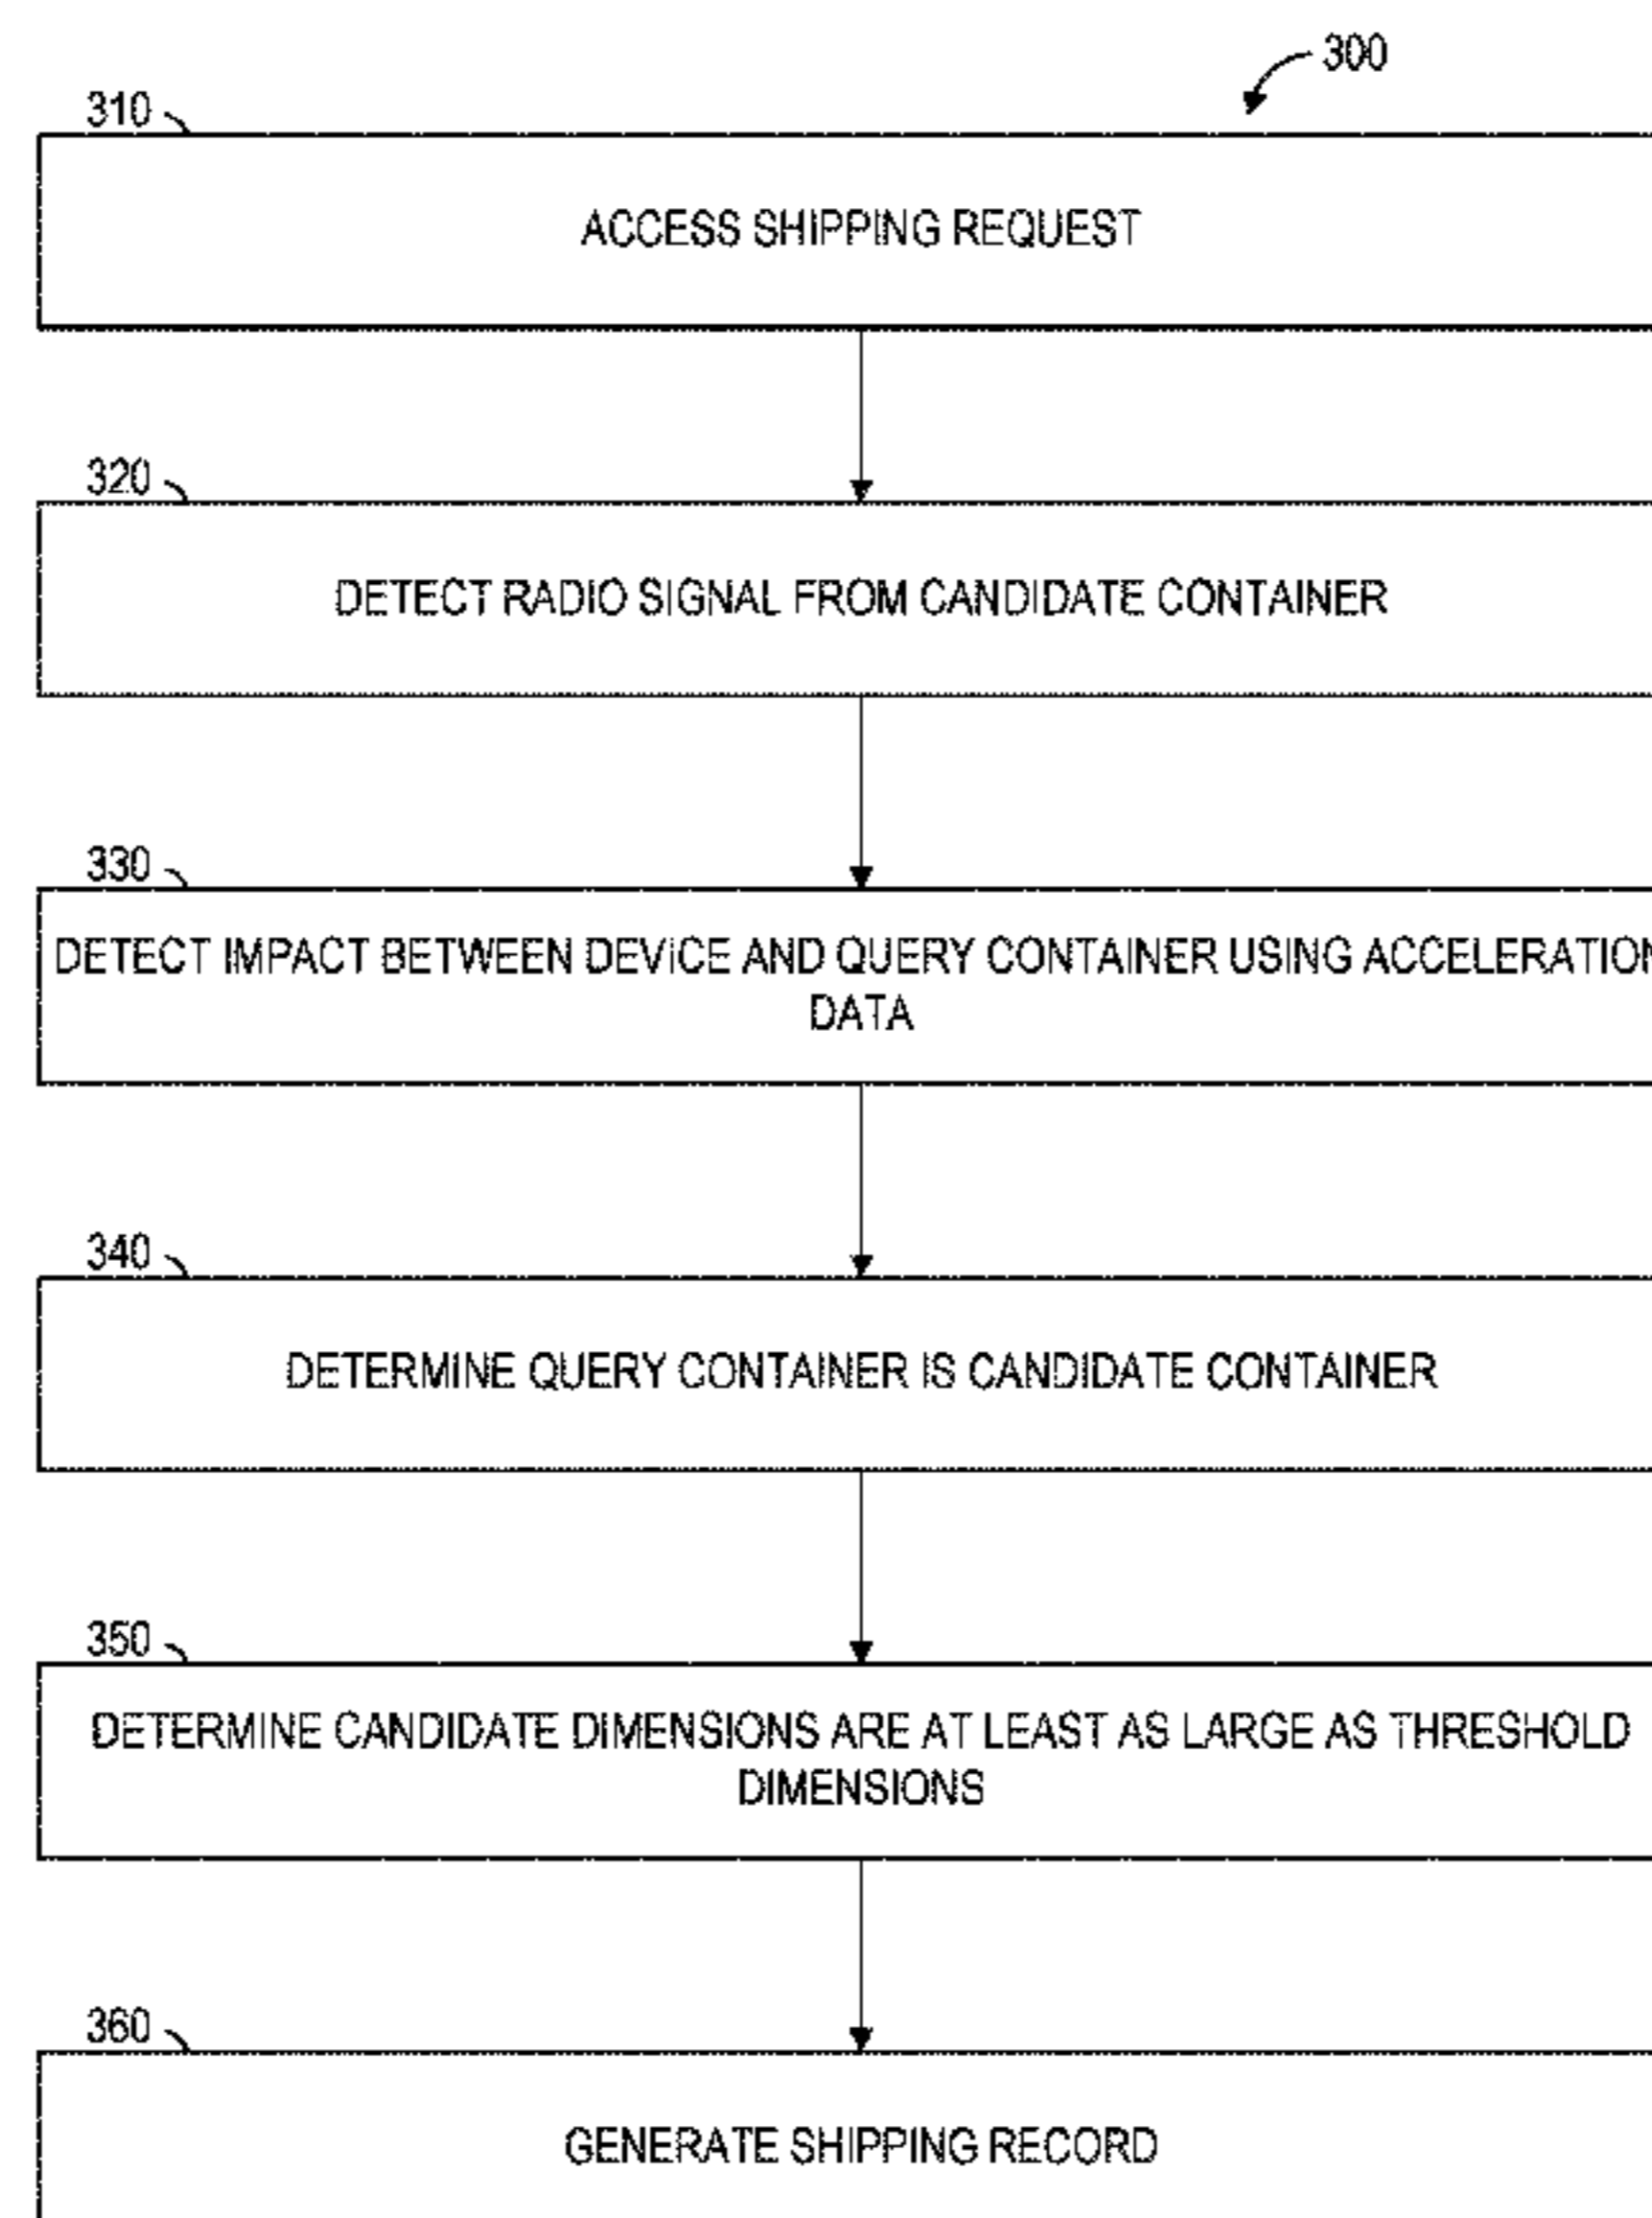 300
310
ACCESS SHIPPING REQUEST
320
DETECT RADIO SIGNAL FROM CANDIDATE CONTAINER
330
DETECT IMPACT BETWEEN DEVICE AND QUERY CONTAINER USING ACCELERATION
DATA
340
DETERMINE QUERY CONTAINER IS CANDIDATE CONTAINER
350
DETERMINE CANDIDATE DIMENSIONS ARE AT LEAST AS LARGE AS THRESHOLD
DIMENSIONS
360
GENERATE SHIPPING RECORD